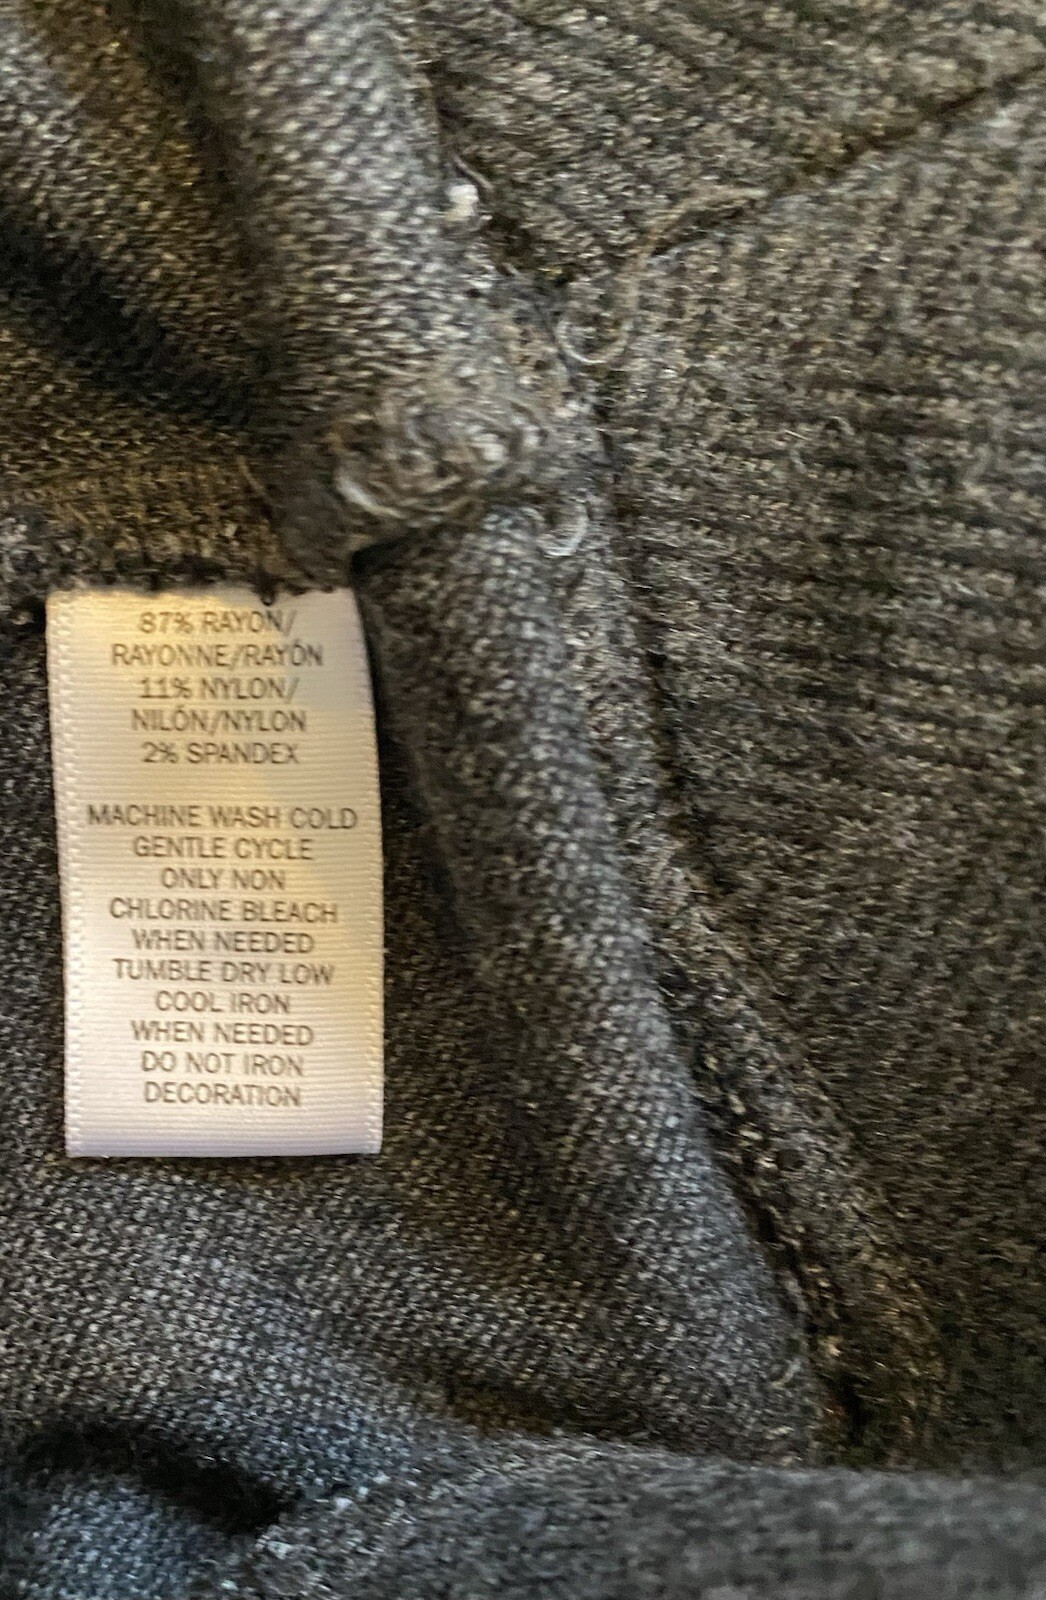 87% RAYON/
RAYONNE/RAYÓN
11% NYLON/
NILÓN/NYLON
2% SPANDEX
MACHINE WASH COLD
GENTLE CYCLE
ONLY NON
CHLORINE BLEACH
WHEN NEEDED
TUMBLE DRY LOW
COOL IRON
WHEN NEEDED
DO NOT IRON
DECORATION